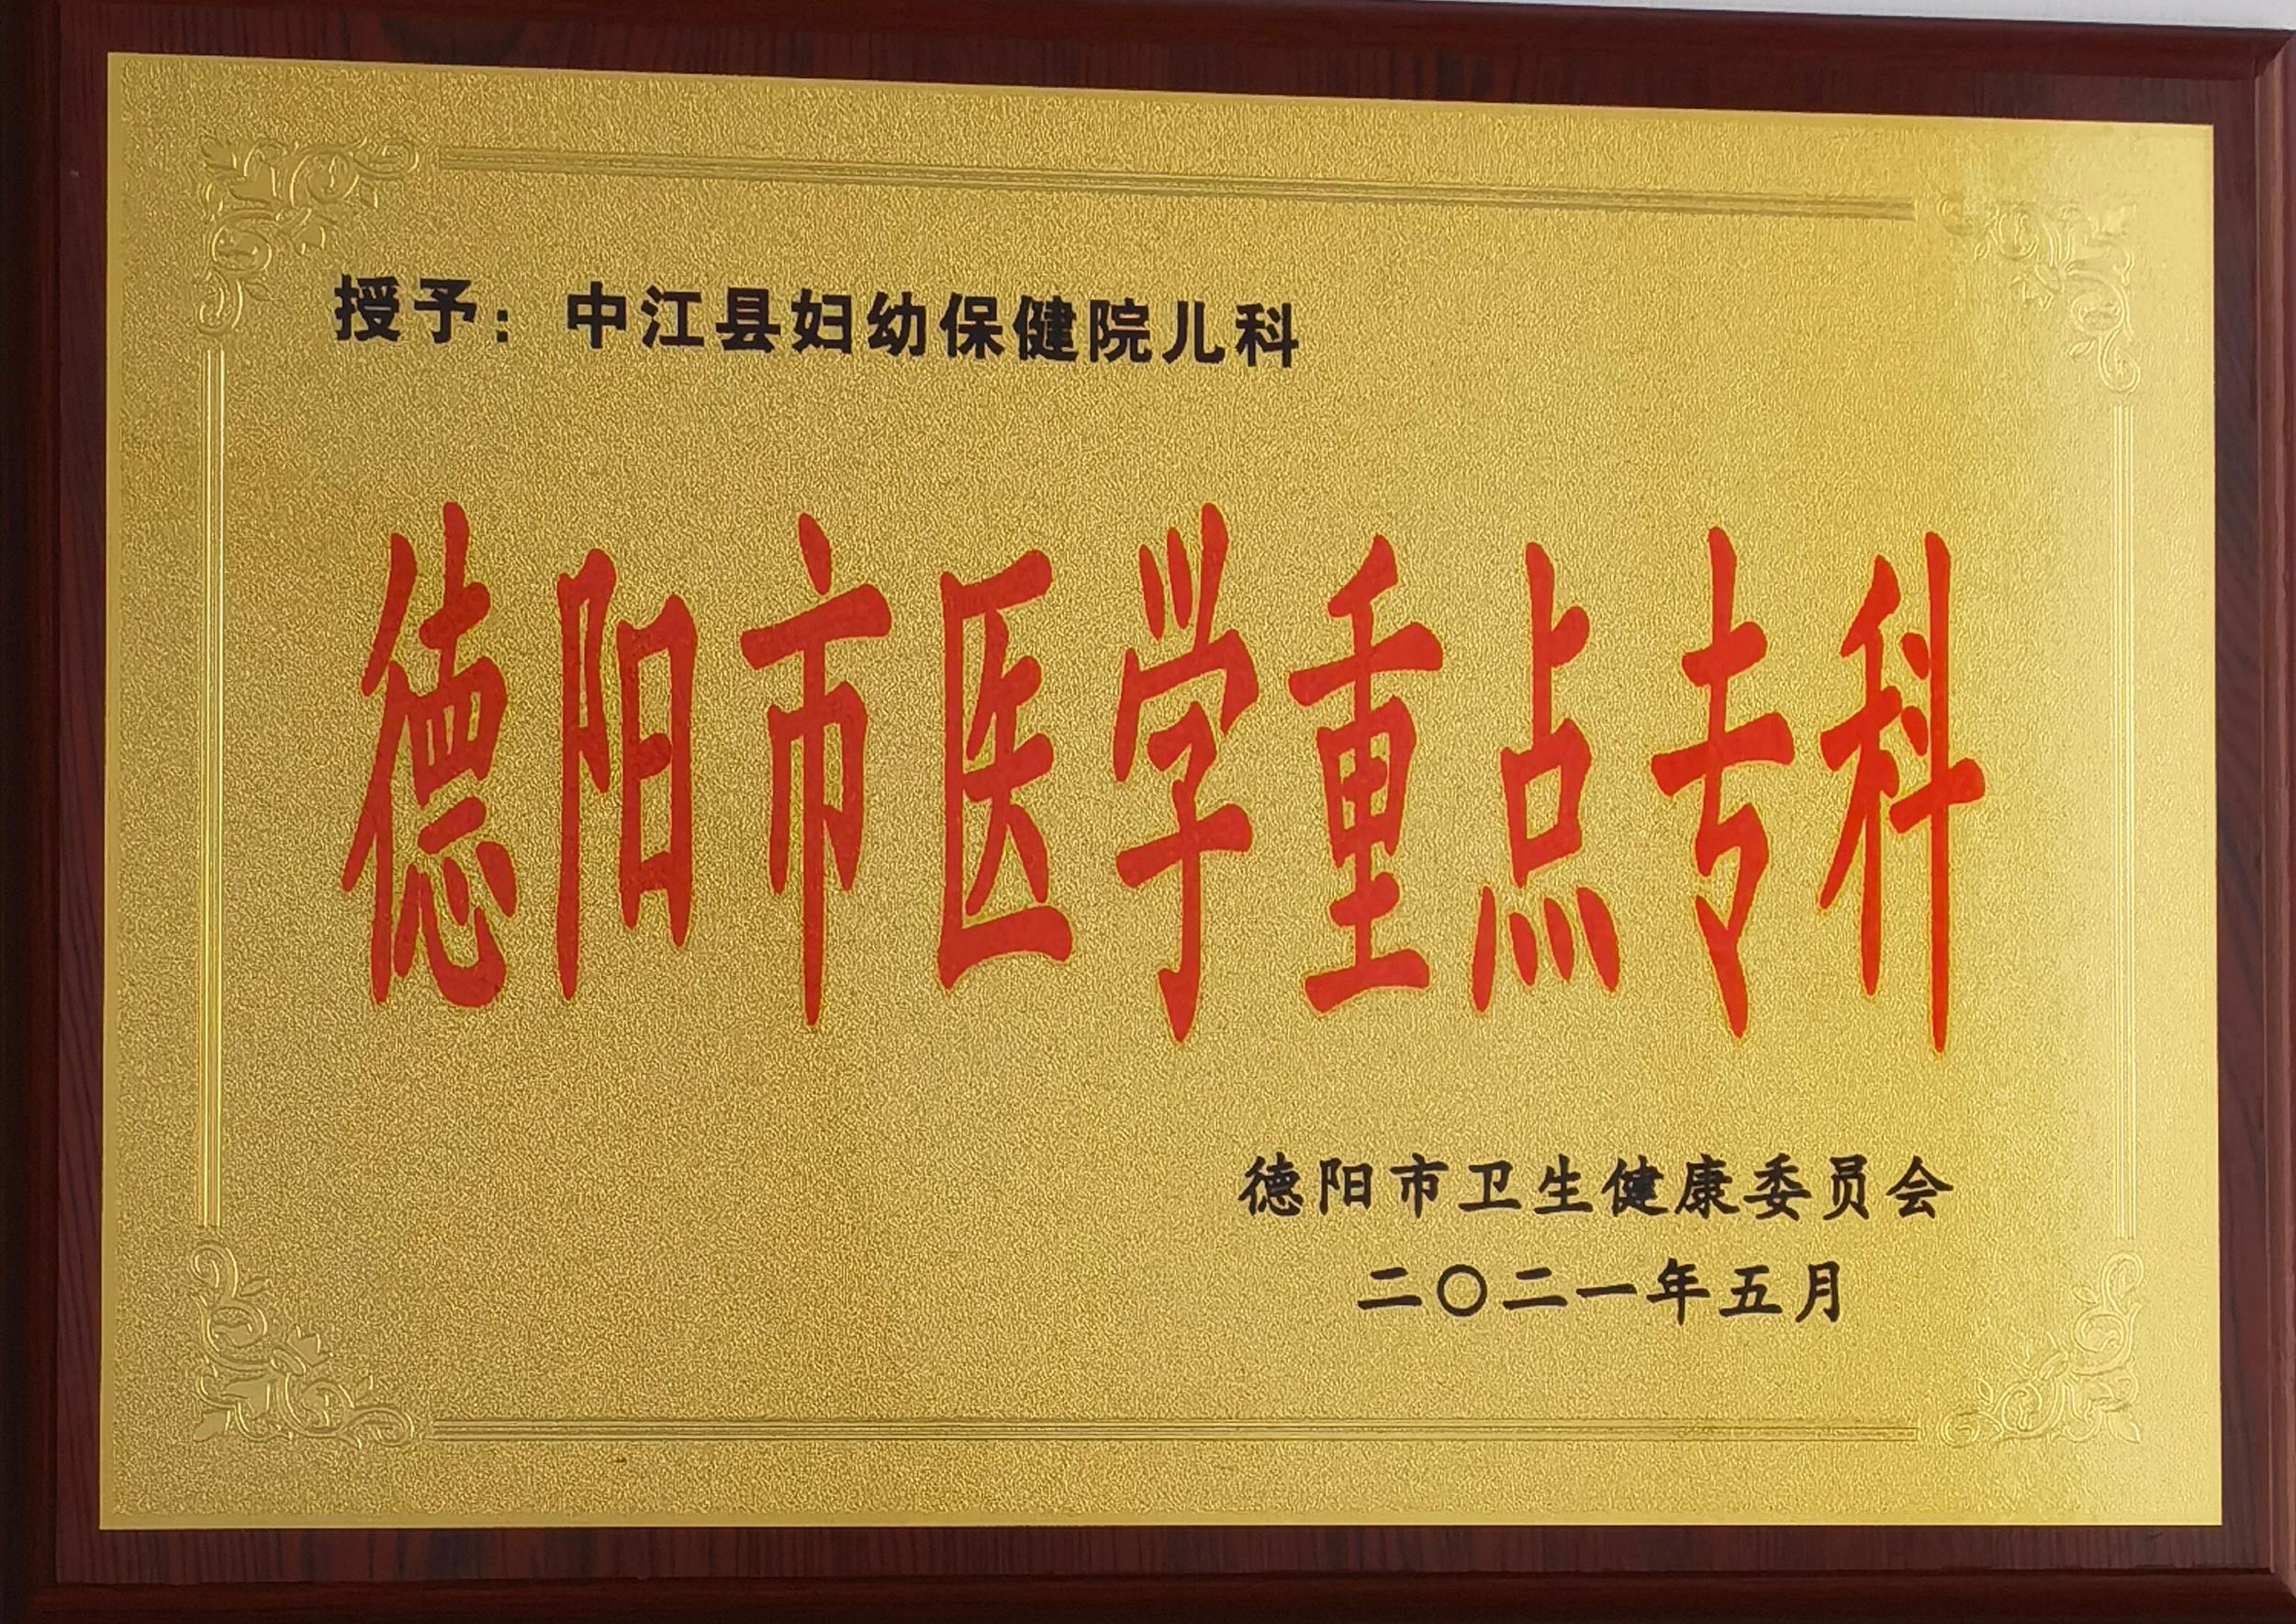 授予：中江县妇幼保健院儿科
德阳市医学重点专科
德阳市卫生健康委员会
二〇二一年五月